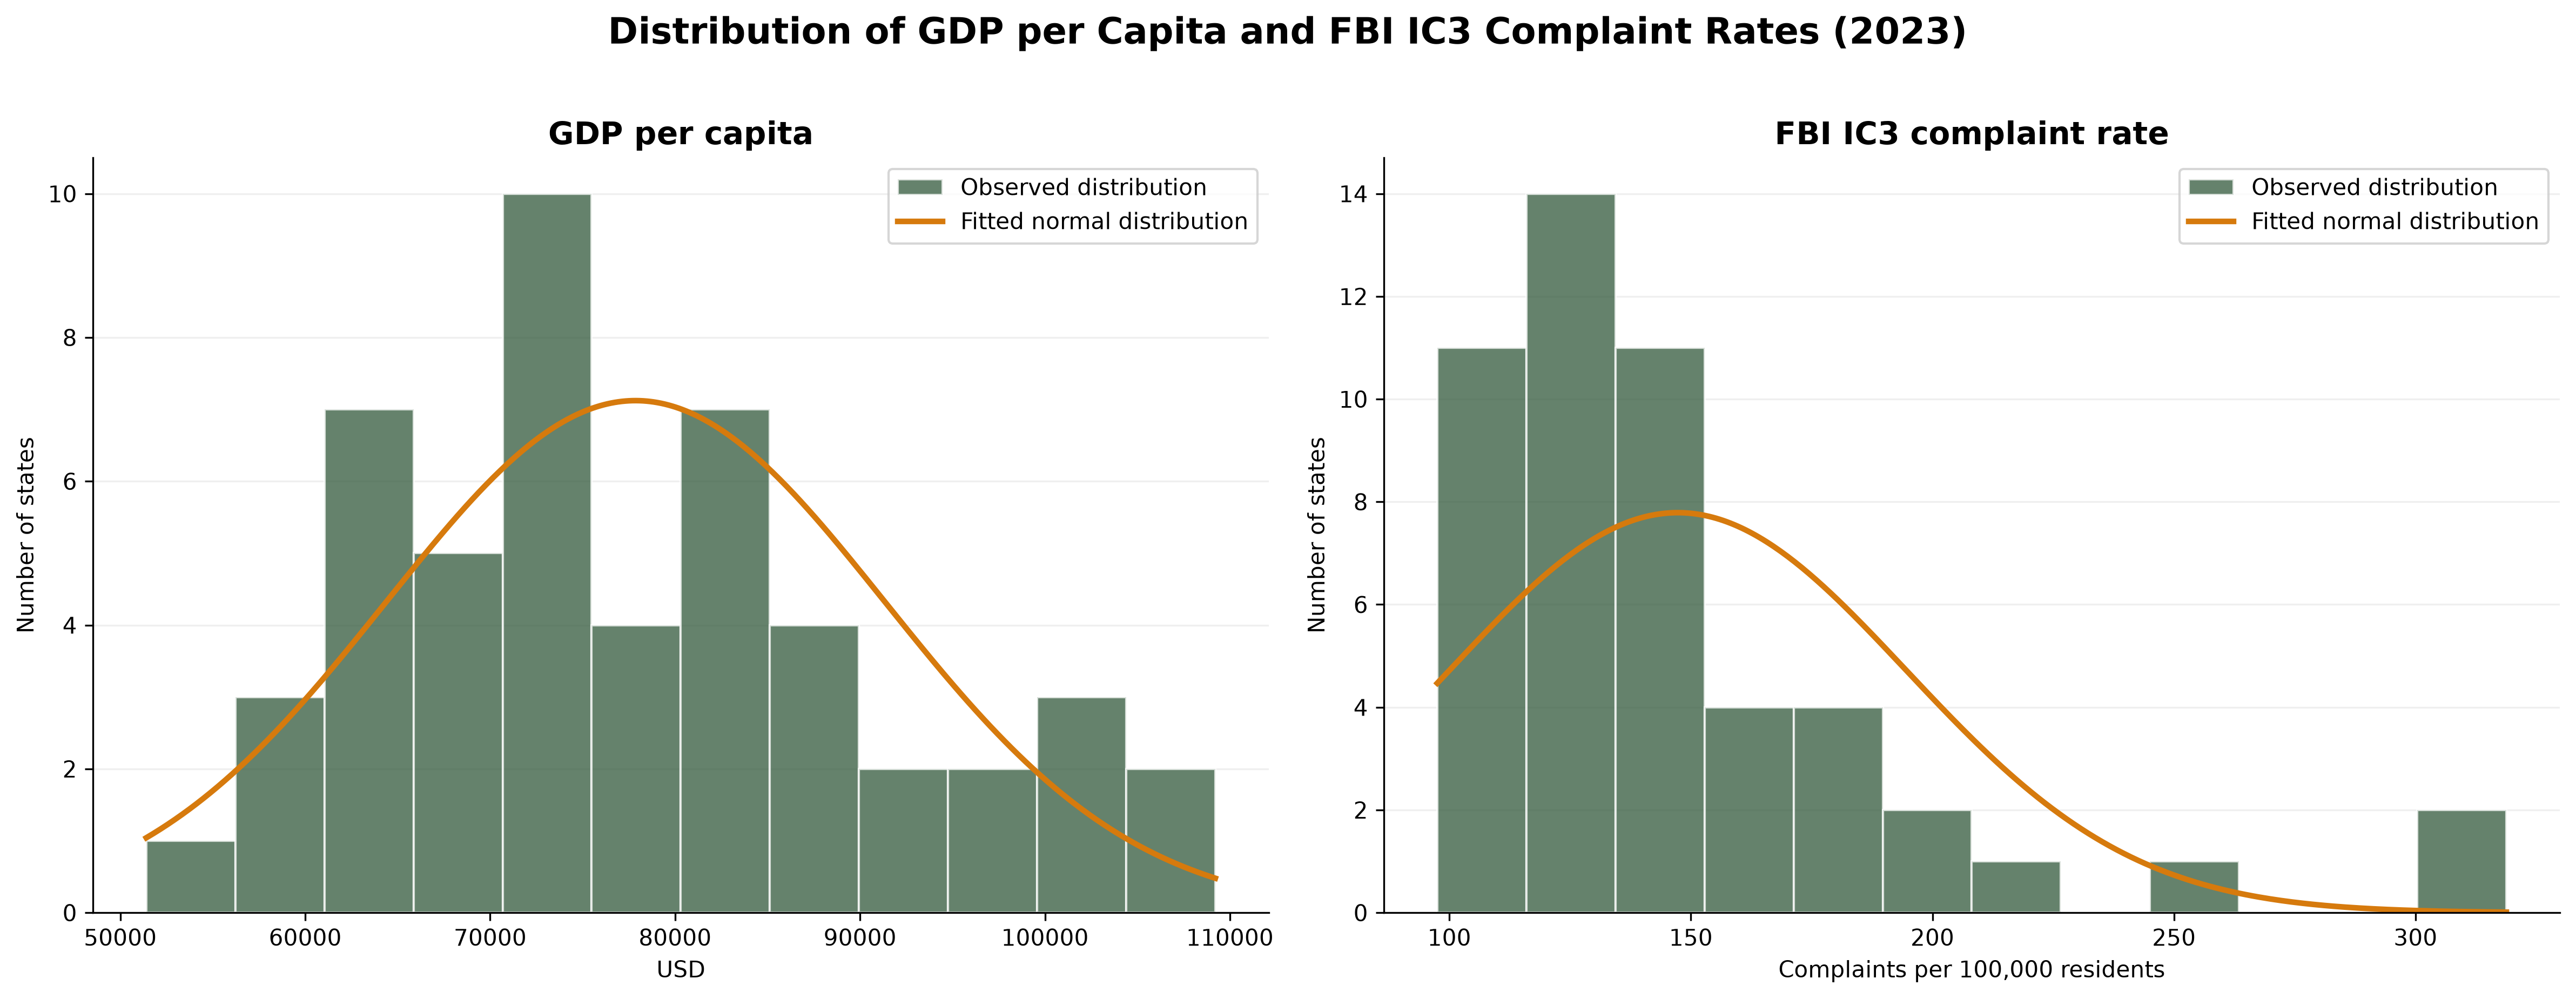 Distribution of GDP per Capita and FBI IC3 Complaint Rates (2023)
GDP per capita
Observed distribution
Fitted normal distribution
Number of states
10
8
6
4
2
0
50000 60000 70000 80000 90000 100000 110000
USD
FBI IC3 complaint rate
Observed distribution
Fitted normal distribution
Number of states
14
12
10
8
6
4
2
0
100 150 200 250 300
Complaints per 100,000 residents